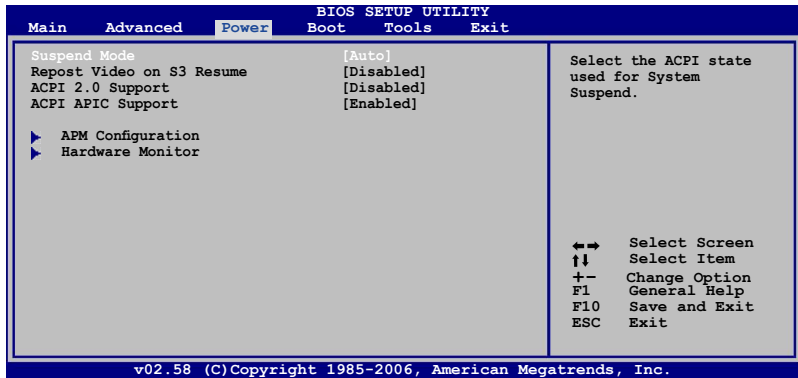 BIOS SETUP UTILITY
Main Advanced Power Boot Tools Exit
Suspend Mode [Auto]
Repost Video on S3 Resume [Disabled]
ACPI 2.0 Support [Disabled]
ACPI APIC Support [Enabled]
APM Configuration
Hardware Monitor
Select the ACPI state
used for System
Suspend.
←→ Select Screen
↑↓ Select Item
+- Change Option
F1 General Help
F10 Save and Exit
ESC Exit
v02.58 (C)Copyright 1985-2006, American Megatrends, Inc.